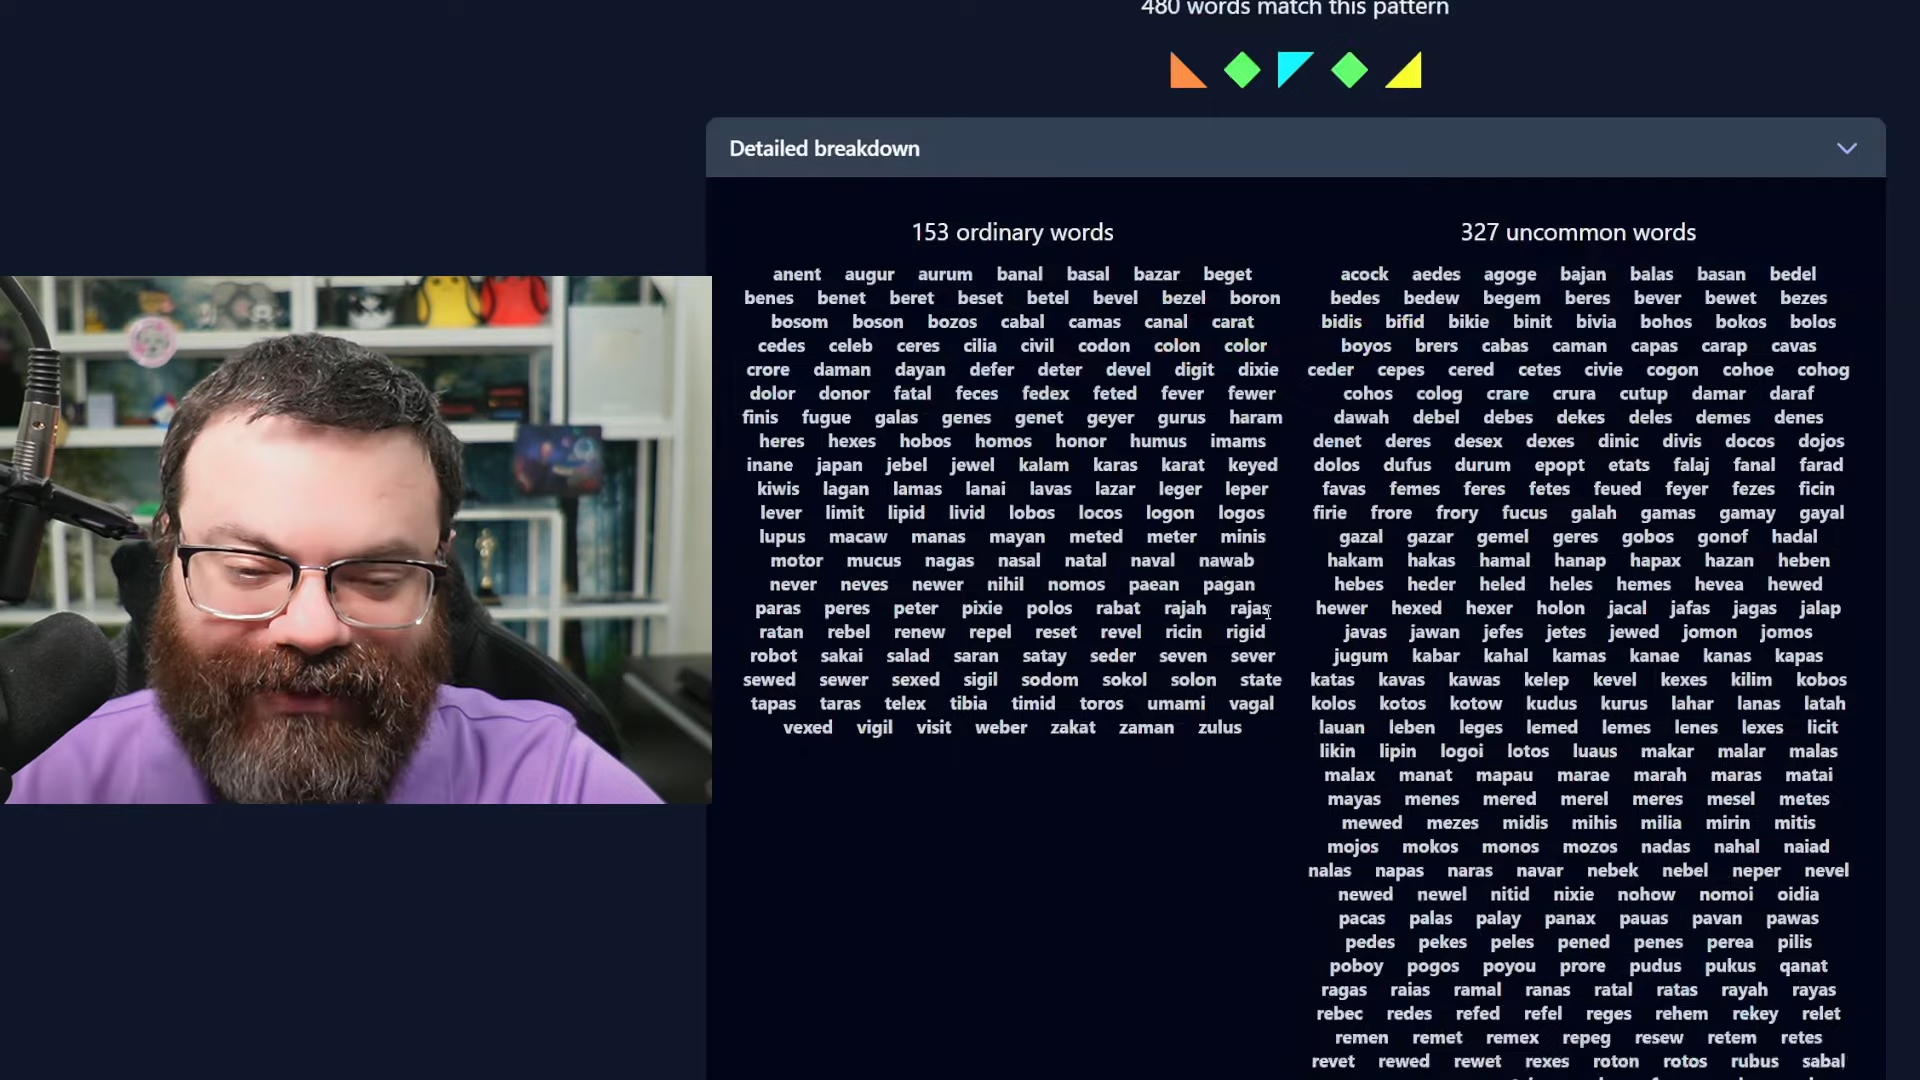 480 words match this pattern
Detailed breakdown
153 ordinary words
anent augur aurum banal basal bazar beget
benes benet beret beset betel bevel bezel boron
bosom boson bozos cabal camas canal carat
cedes celeb ceres cilia civil codon colon color
crore daman dayan defer deter devel digit dixie
dolor donor fatal feces fedex feted fever fewer
finis fugue galas genes genet geyer gurus haram
heres hexes hobos homos honor humus imams
inane japan jebel jewel kalam karas karat keyed
kiwis lagan lamas lanai lavas lazar leger leper
lever limit lipid livid lobos locos logon logos
lupus macaw manas mayan meted meter minis
motor mucus nagas nasal natal naval nawab
never neves newer nihil nomos paean pagan
paras peres peter pixie polos rabat rajah rajas
ratan rebel renew repel reset revel ricin rigid
robot sakai salad saran satay seder seven sever
sewed sewer sexed sigil sodom sokol solon state
tapas taras telex tibia timid toros umami vagal
vexed vigil visit weber zakat zaman zulus
327 uncommon words
acock aedes agoge bajan balas basan bedel
bedes bedew begem beres bever bewet bezes
bidis bifid bikie binit bivia bohos bokos bolos
boyos brers cabas caman capas carap cavas
ceder cepes cered cetes civie cogon cohoe cohog
cohos colog crare crura cutup damar daraf
dawah debel debes dekes deles demes denes
denet deres desex dexes dinic divis docos dojos
dolos dufus durum epopt etats falaj fanal farad
favas femes feres fetes feued feyer fezes ficin
firie frore frory fucus galah gamas gamay gayal
gazal gazar gemel geres gobos gonof hadal
hakam hakas hamal hanap hapax hazan heben
hebes heder heled heles hemes hevea hewed
hewer hexed hexer holon jacal jafas jagas jalap
javas jawan jefes jetes jewed jomon jomos
jugum kabar kahal kamas kanae kanas kapas
katas kavas kawas kelep kevel kexes kilim kobos
kolos kotos kotow kudus kurus lahar lanas latah
lauan leben leges lemed lemes lenes lexes licit
likin lipin logoi lotos luaus makar malar malas
malax manat mapau marae marah maras matai
mayas menes mered merel meres mesel metes
mewed mezes midis mihis milia mirin mitis
mojos mokos monos mozos nadas nahal naiad
nalas napas naras navar nebek nebel neper nevel
newed newel nitid nixie nohow nomoi oidia
pacas palas palay panax pauas pavan pawas
pedes pekes peles pened penes perea pilis
poboy pogos poyou prore pudus pukus qanat
ragas raias ramal ranas ratal ratas rayah rayas
rebec redes refed refel reges rehem rekey relet
remen remet remex repeg resew retem retes
revet rewed rewet rexes roton rotos rubus sabal